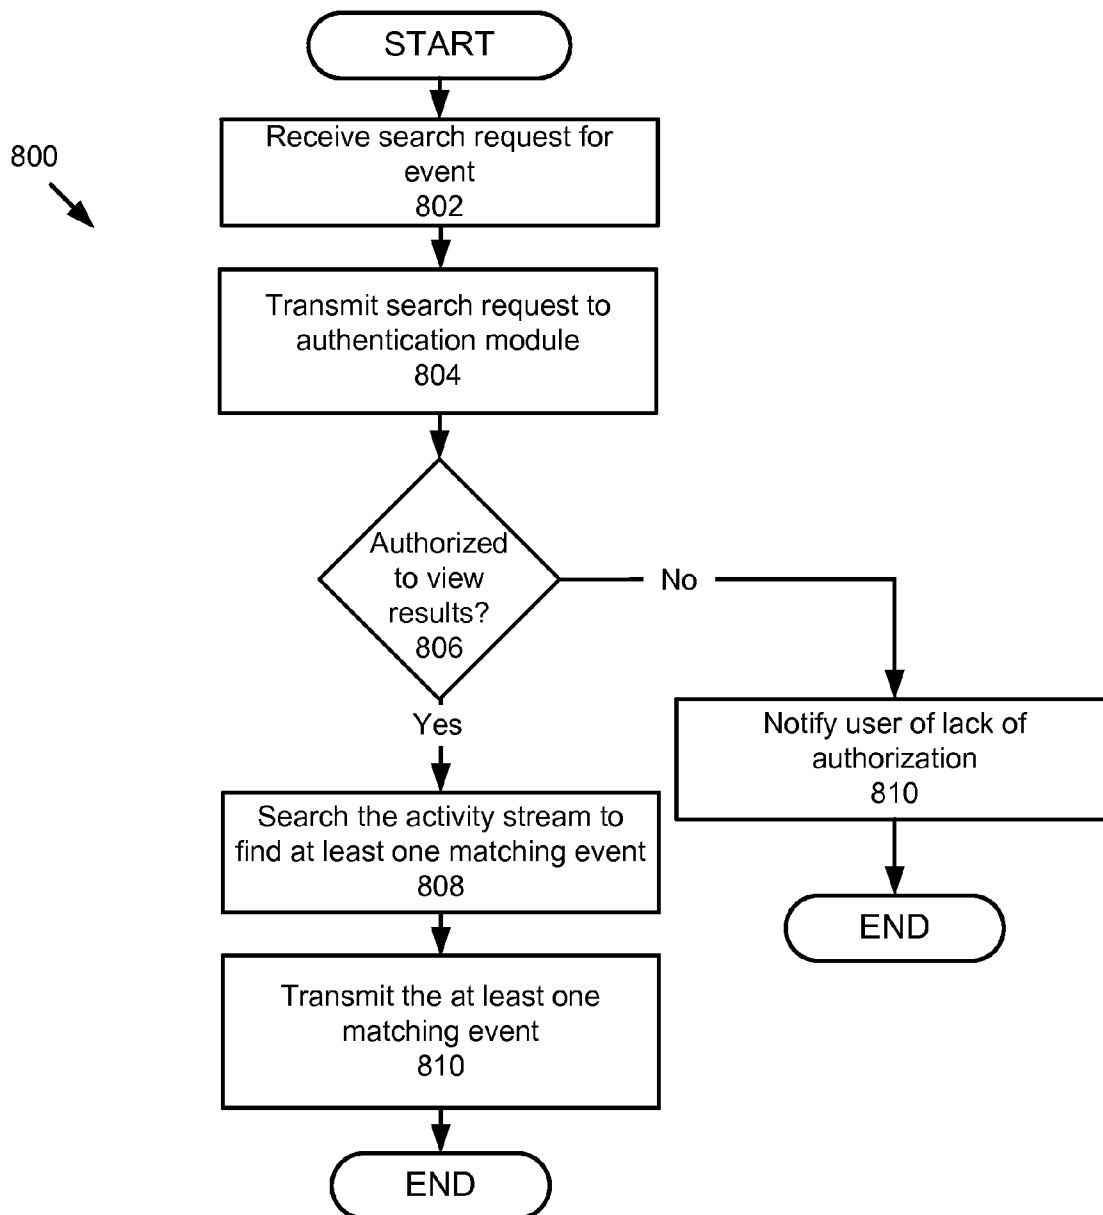 START
800
Receive search request for
event
802
Transmit search request to
authentication module
804
Authorized
to view
results?
806
No
Yes
Notify user of lack of
authorization
810
Search the activity stream to
find at least one matching event
808
END
Transmit the at least one
matching event
810
END